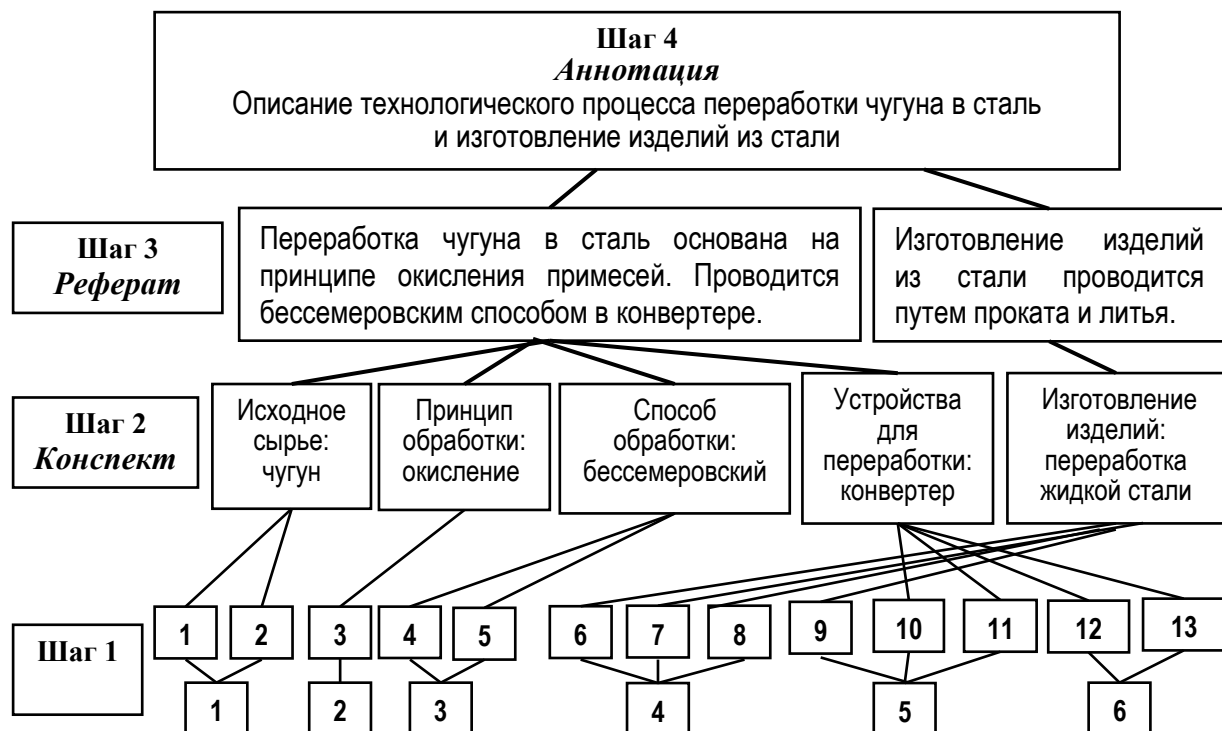 Шаг 4
Аннотация
Описание технологического процесса переработки чугуна в сталь
и изготовление изделий из стали
Шаг 3
Реферат
Переработка чугуна в сталь основана на
принципе окисления примесей. Проводится
бессемеровским способом в конвертере.
Изготовление изделий
из стали проводится
путем проката и литья.
Шаг 2
Конспект
Исходное
сырье:
чугун
Принцип
обработки:
окисление
Способ
обработки:
бессемеровский
Устройства
для
переработки:
конвертер
Изготовление
изделий:
переработка
жидкой стали
Шаг 1
1
2
3
4
5
6
7
8
9
10
11
12
13
1
2
3
4
5
6